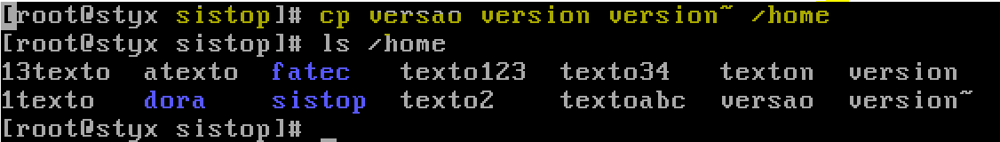 [root@styx sistop]# cp versao version version~ /home
[root@styx sistop]# ls /home
13texto atexto fatec texto123 texto34 texton version
1texto dora sistop texto2 textoabc versao version~
[root@styx sistop]# _